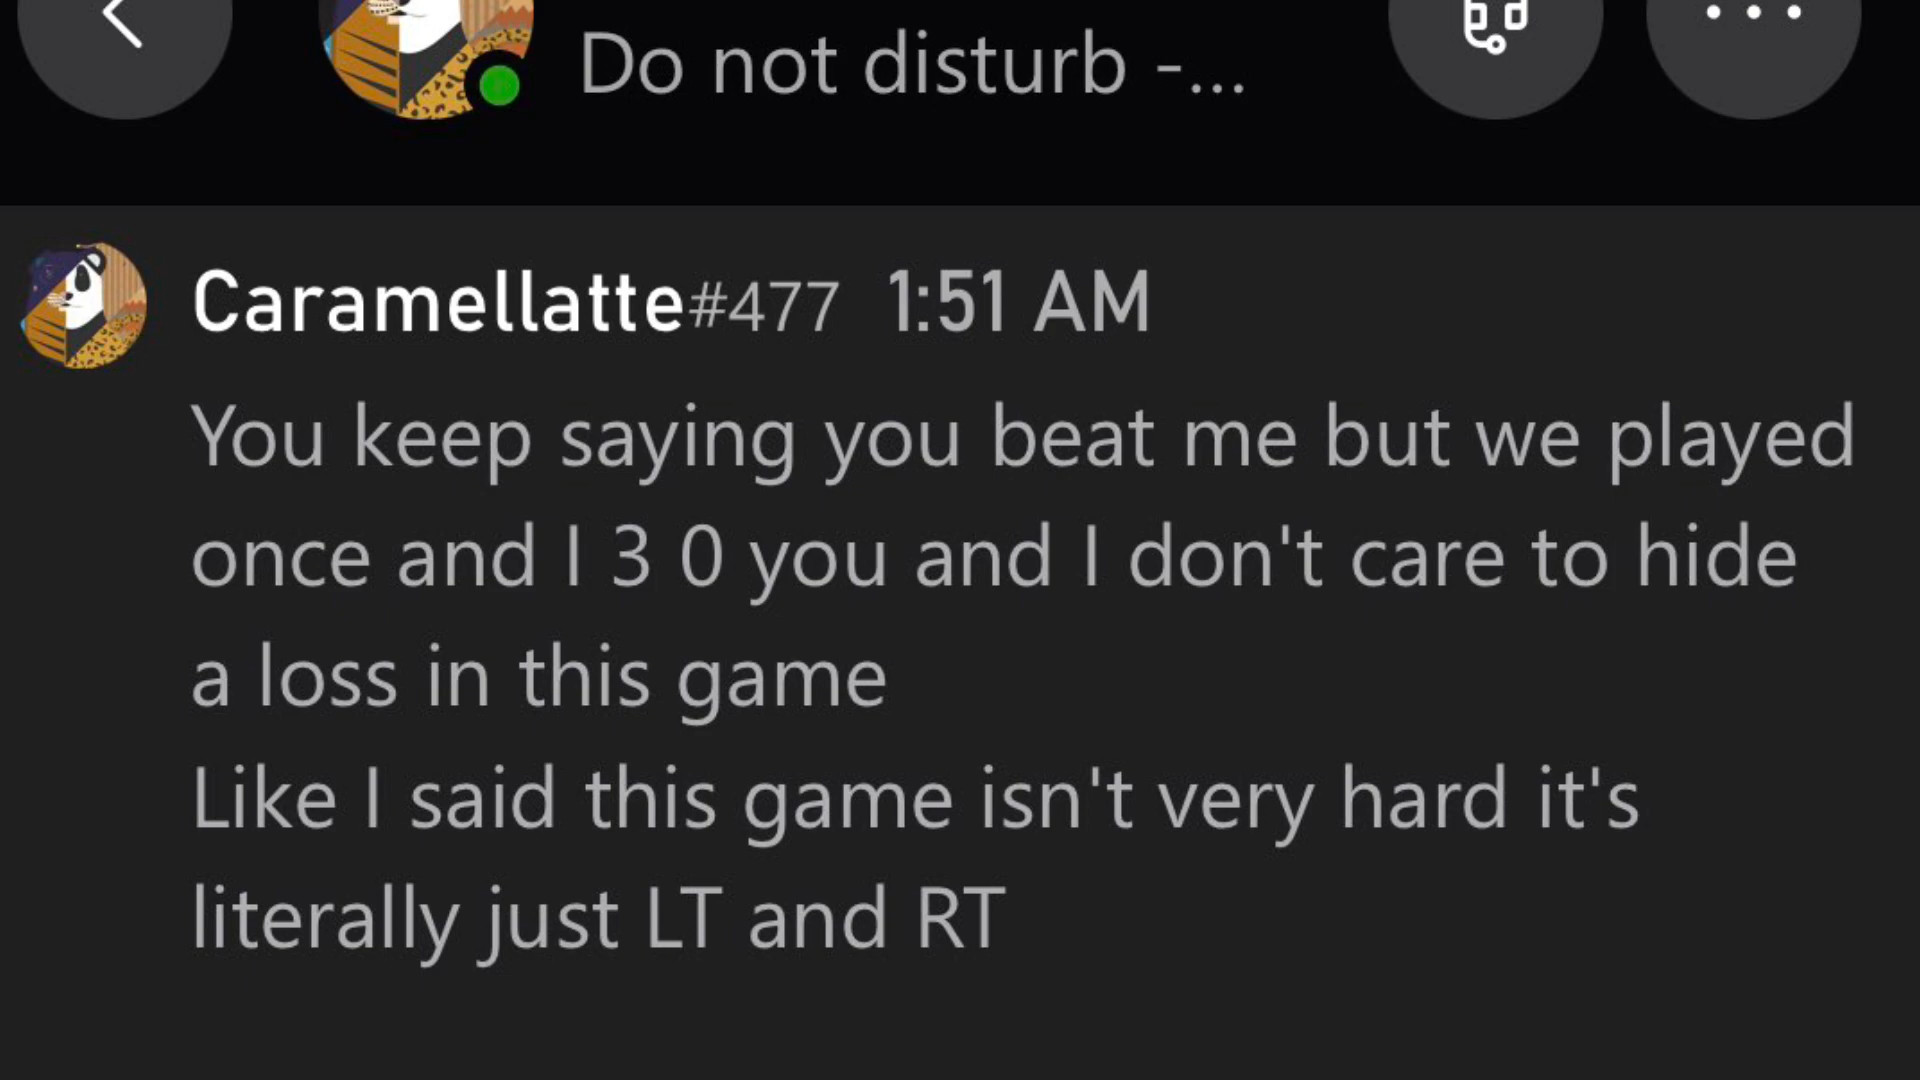 Do not disturb -...
Caramellatte#477 1:51 AM
You keep saying you beat me but we played
once and I 3 0 you and I don't care to hide
a loss in this game
Like I said this game isn't very hard it's
literally just LT and RT